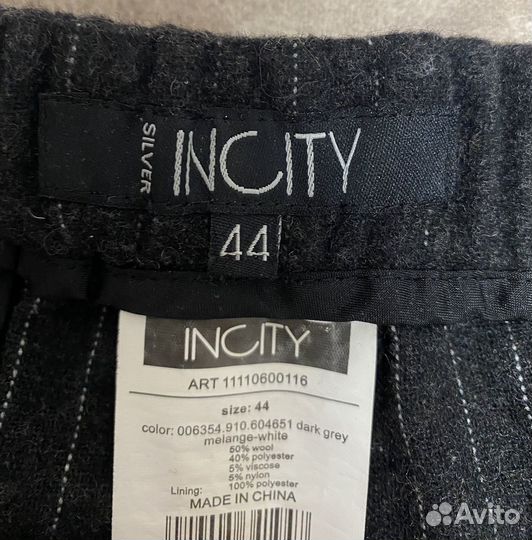 SILVER INCITY
44
INCITY
ART 11110600116
size: 44
color: 006354.910.604651 dark grey
melange-white
50% wool
40% polyester
5% viscose
5% nylon
Lining: 100% polyester
MADE IN CHINA
Avito